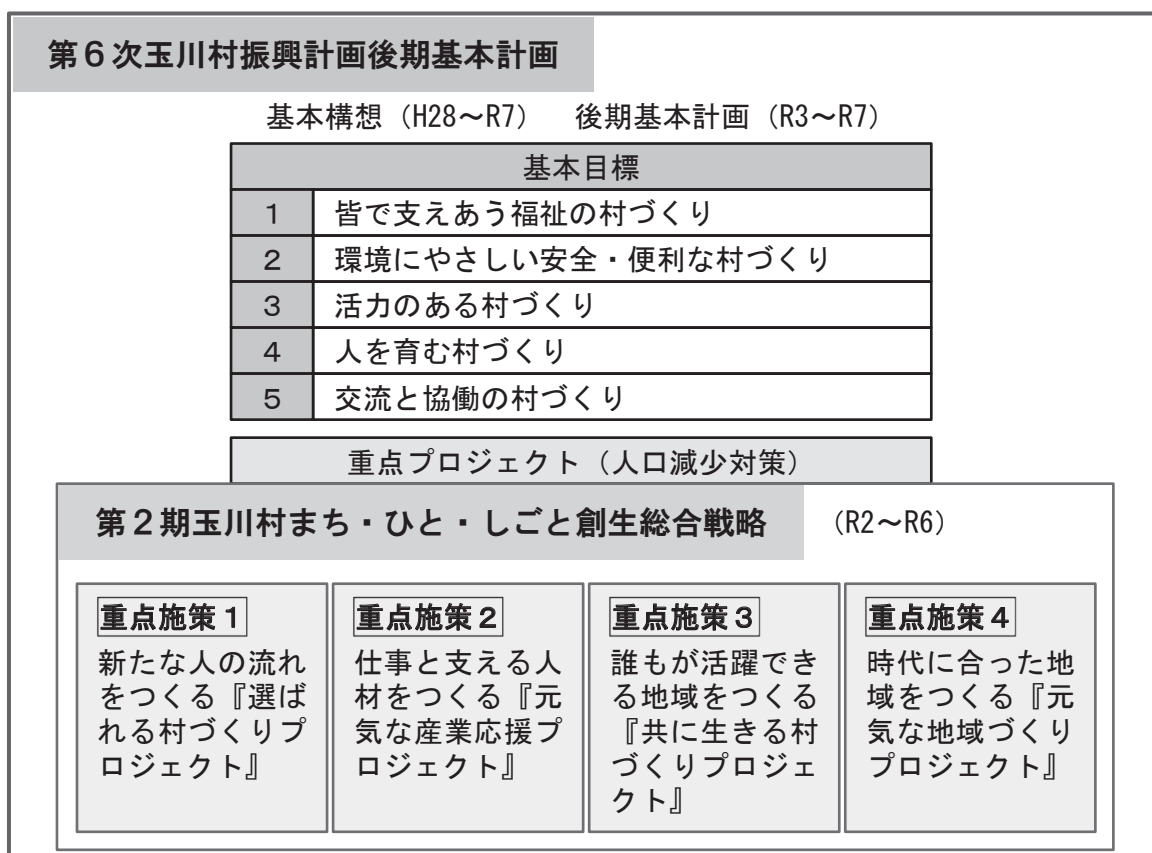 第６次玉川村振興計画後期基本計画
基本構想（H28～R7）　後期基本計画（R3～R7）
基本目標
１　皆で支えあう福祉の村づくり
２　環境にやさしい安全・便利な村づくり
３　活力のある村づくり
４　人を育む村づくり
５　交流と協働の村づくり
重点プロジェクト（人口減少対策）
第２期玉川村まち・ひと・しごと創生総合戦略　（R2～R6）
重点施策１
新たな人の流れ
をつくる『選ば
れる村づくりプ
ロジェクト』
重点施策２
仕事と支える人
材をつくる『元
気な産業応援プ
ロジェクト』
重点施策３
誰もが活躍でき
る地域をつくる
『共に生きる村
づくりプロジェ
クト』
重点施策４
時代に合った地
域をつくる『元
気な地域づくり
プロジェクト』